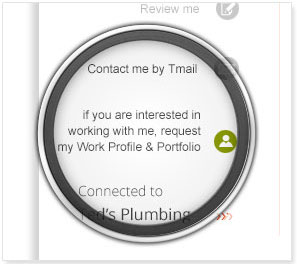 Review me
Contact me by Tmail
if you are interested in
working with me, request
my Work Profile & Portfolio
Connected to
Ted's Plumbing